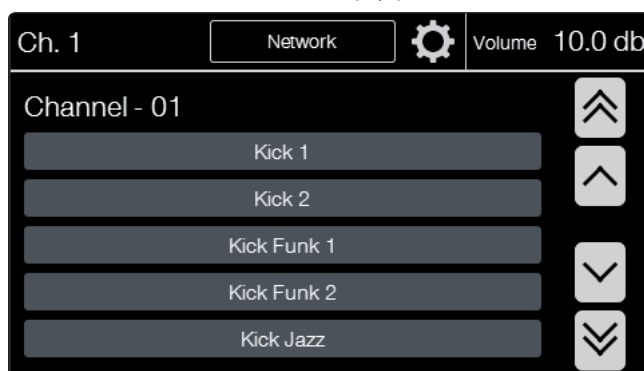 Ch. 1 Network Volume 10.0 db
Channel - 01
Kick 1
Kick 2
Kick Funk 1
Kick Funk 2
Kick Jazz